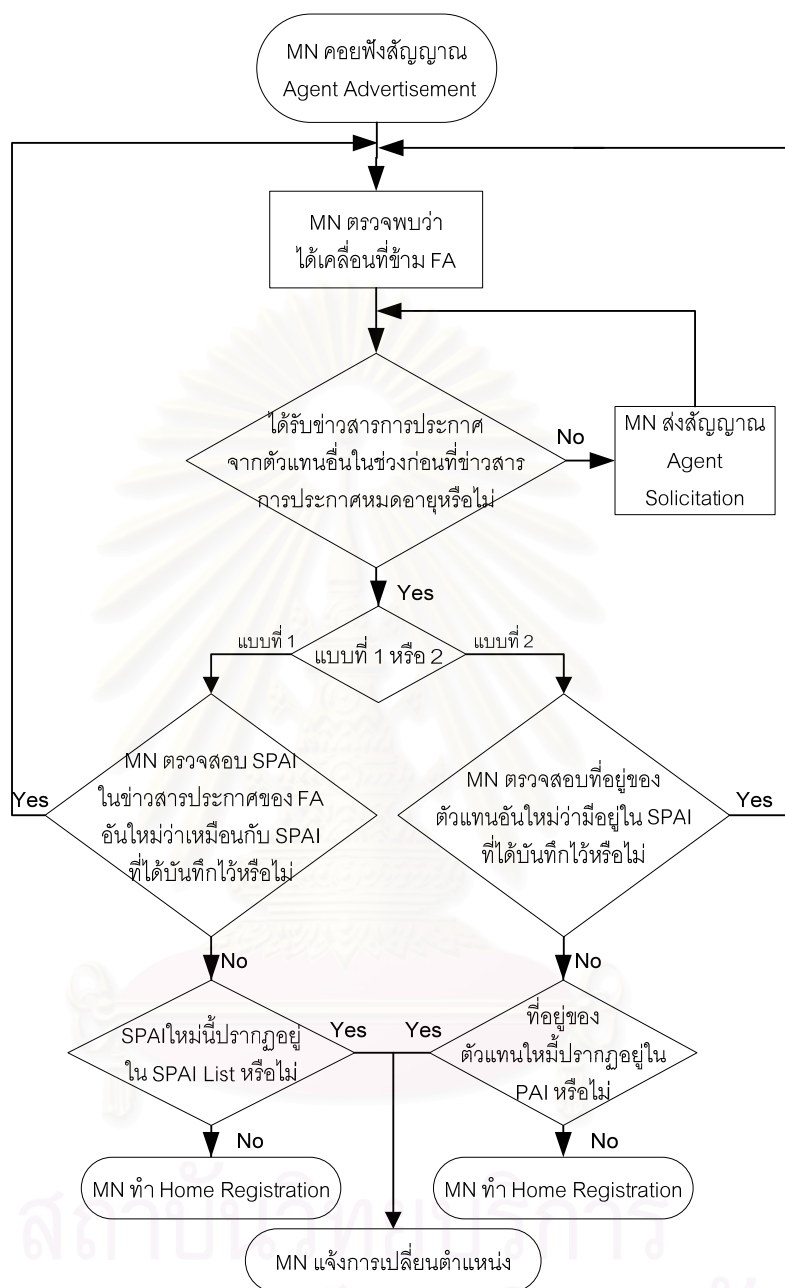 MN คอยฟังสัญญาณ
Agent Advertisement
MN ตรวจพบว่า
ได้เคลื่อนที่ข้าม FA
ได้รับข่าวสารการประกาศ
จากตัวแทนอื่นในช่วงก่อนที่ข่าวสาร
การประกาศหมดอายุหรือไม่
No
MN ส่งสัญญาณ
Agent
Solicitation
Yes
แบบที่ 1
แบบที่ 1 หรือ 2
แบบที่ 2
MN ตรวจสอบ SPAI
ในข่าวสารประกาศของ FA
อันใหม่ว่าเหมือนกับ SPAI
ที่ได้บันทึกไว้หรือไม่
Yes
MN ตรวจสอบที่อยู่ของ
ตัวแทนอันใหม่ว่ามีอยู่ใน SPAI
ที่ได้บันทึกไว้หรือไม่
Yes
No
No
SPAIใหม่นี้ปรากฏอยู่
ใน SPAI List หรือไม่
Yes
Yes
ที่อยู่ของ
ตัวแทนใหมี่ปรากฏอยู่ใน
PAI หรือไม่
No
No
MN ทำ Home Registration
MN ทำ Home Registration
MN แจ้งการเปลี่ยนตำแหน่ง
สถาบันวิทยบริการ